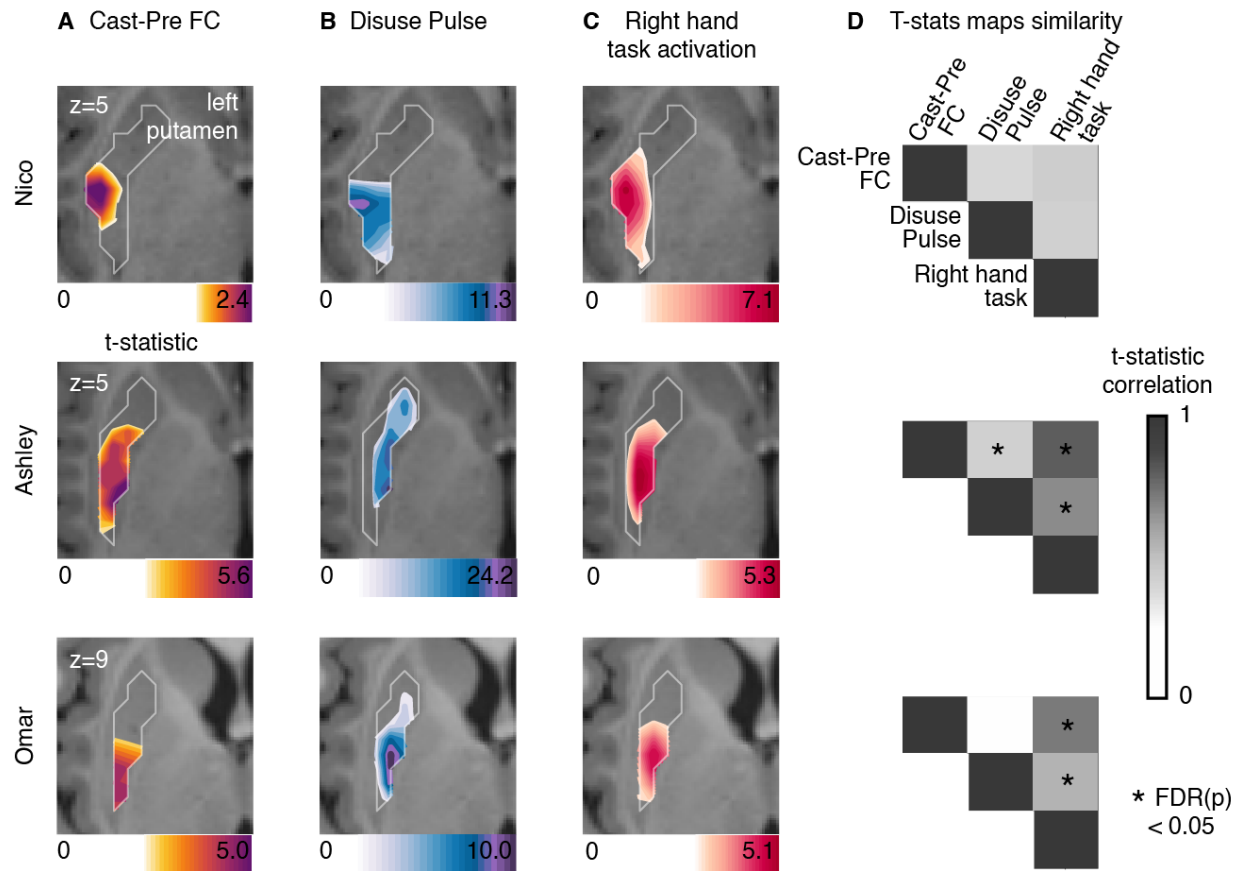 A Cast-Pre FC
B Disuse Pulse
C Right hand
task activation
D T-stats maps similarity
Nico
z=5
left
putamen
0 2.4
t-statistic
0 11.3
0 7.1
Cast-Pre
FC
Disuse
Pulse
Right hand
task
Cast-Pre
FC
Disuse
Pulse
Right hand
task
Ashley
z=5
0 5.6
0 24.2
0 5.3
*
*
*
t-statistic
correlation
1
0
Omar
z=9
0 5.0
0 10.0
0 5.1
*
*
* FDR(p)
< 0.05